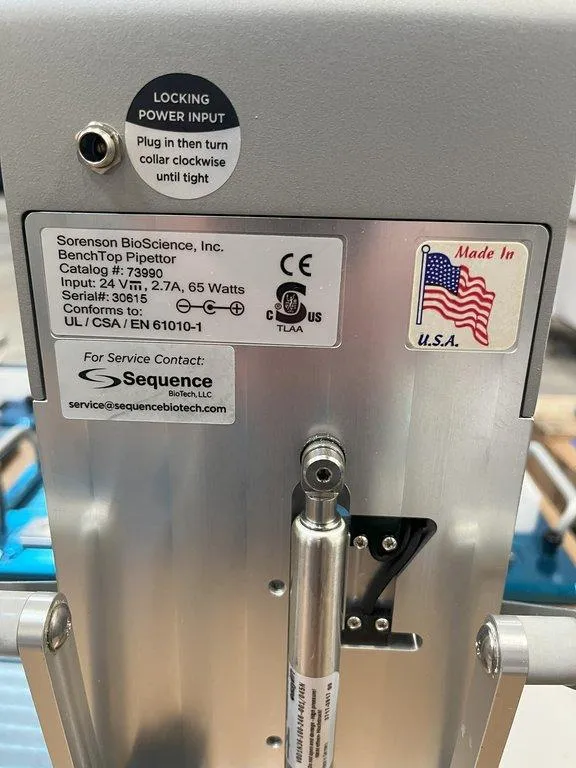 LOCKING
POWER INPUT
Plug in then turn
collar clockwise
until tight
Sorenson BioScience, Inc.
BenchTop Pipettor
Catalog #: 73990
Input: 24 V⎓, 2.7A, 65 Watts
Serial#: 30615
Conforms to:
UL / CSA / EN 61010-1
CE
C US
TLAA
Made In
U.S.A.
For Service Contact:
Sequence
BioTech, LLC
service@sequencebiotech.com